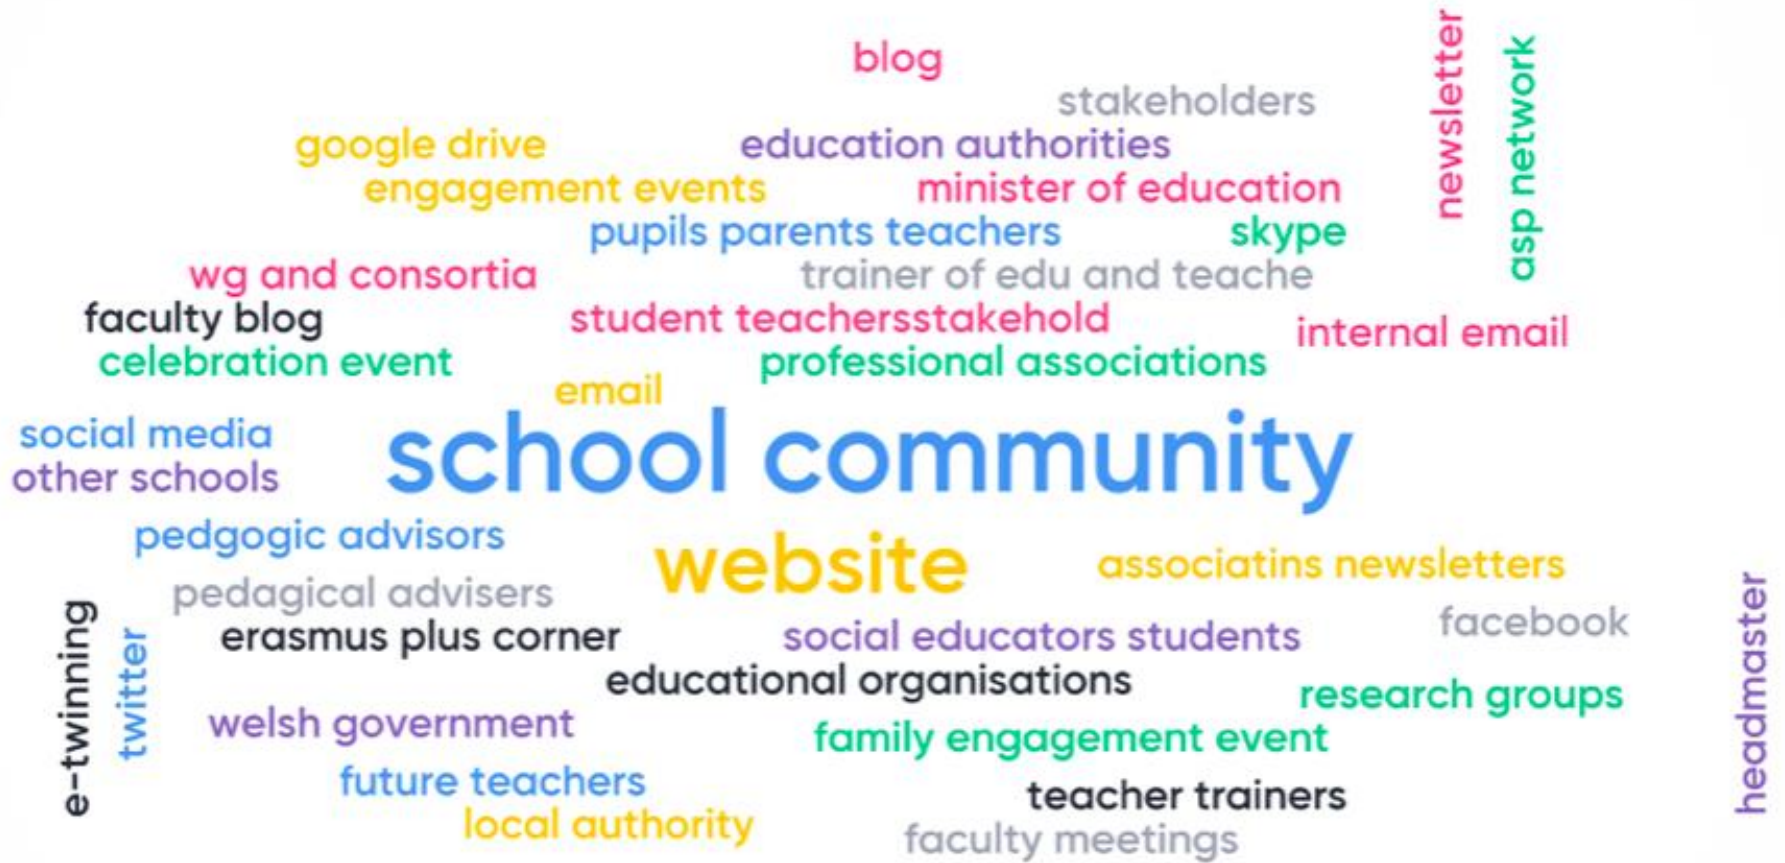 blog
stakeholders
newsletter
asp network
google drive
education authorities
engagement events
minister of education
pupils parents teachers
skype
wg and consortia
trainer of edu and teache
faculty blog
student teachersstakehold
internal email
celebration event
professional associations
email
social media
school community
other schools
pedgogic advisors
website
associatins newsletters
pedagical advisers
facebook
headmaster
e-twinning
twitter
erasmus plus corner
social educators students
educational organisations
research groups
welsh government
family engagement event
future teachers
teacher trainers
local authority
faculty meetings